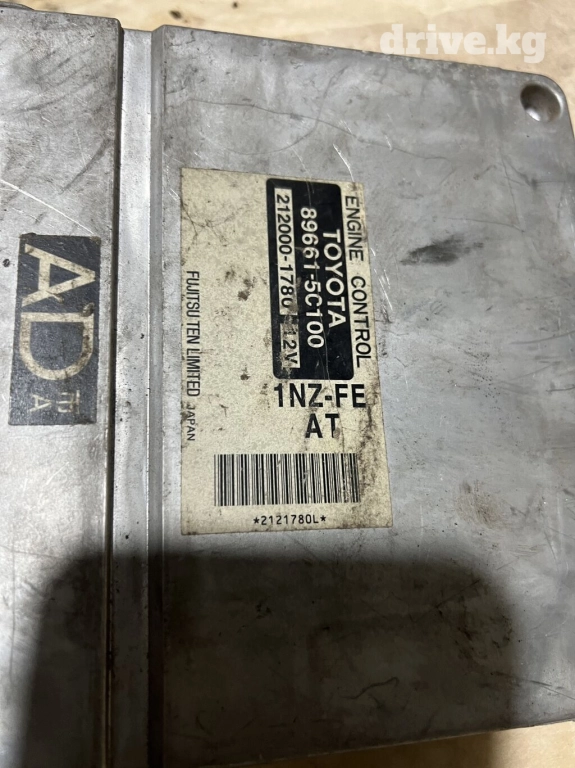 drive.kg
ENGINE CONTROL
TOYOTA
89661-5C100
212000-1780 12V
1NZ-FE
AT
FUJITSU TEN LIMITED JAPAN
*2121780L*
AD
A